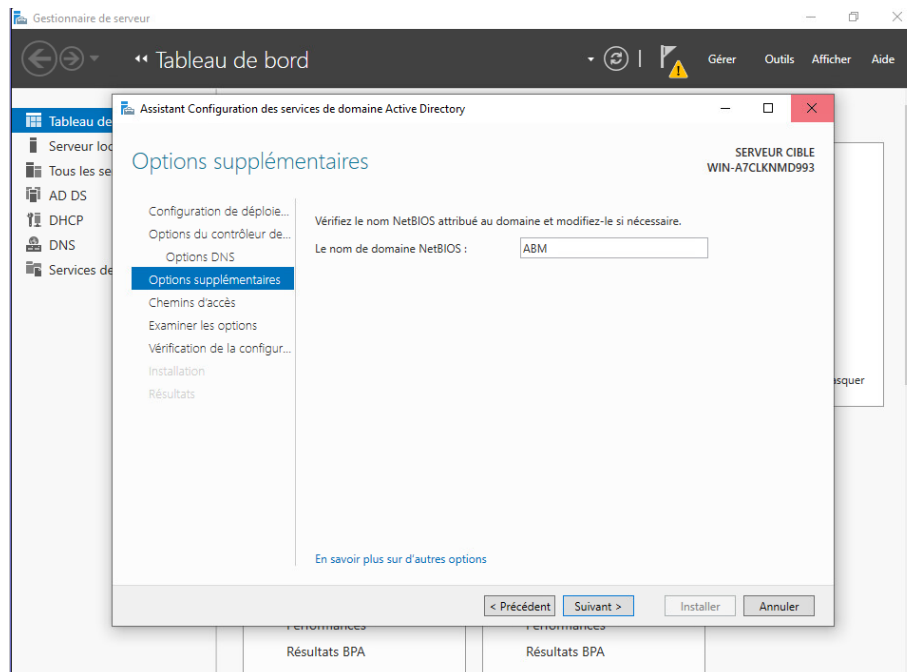 Gestionnaire de serveur
Tableau de bord
Gérer Outils Afficher Aide
Assistant Configuration des services de domaine Active Directory
Tableau de
Serveur loc
Tous les se
AD DS
DHCP
DNS
Services de
Options supplémentaires
SERVEUR CIBLE
WIN-A7CLKNMD993
Configuration de déploie...
Options du contrôleur de...
Options DNS
Options supplémentaires
Chemins d'accès
Examiner les options
Vérification de la configur...
Installation
Résultats
Vérifiez le nom NetBIOS attribué au domaine et modifiez-le si nécessaire.
Le nom de domaine NetBIOS : ABM
En savoir plus sur d'autres options
asquer
< Précédent Suivant > Installer Annuler
Performances Performances
Résultats BPA Résultats BPA